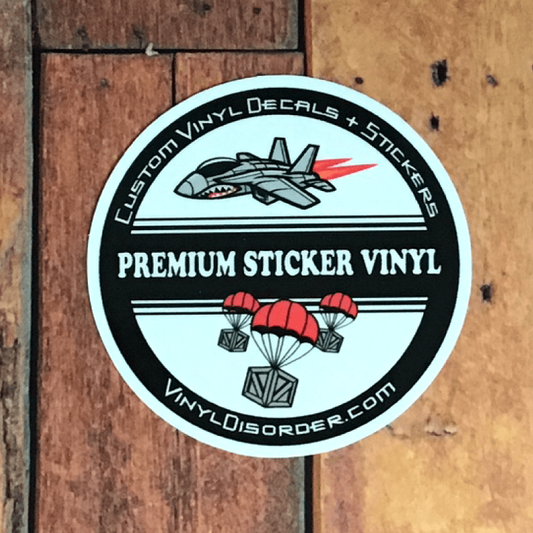 Custom Vinyl Decals + Stickers
PREMIUM STICKER VINYL
VinylDisorder.com